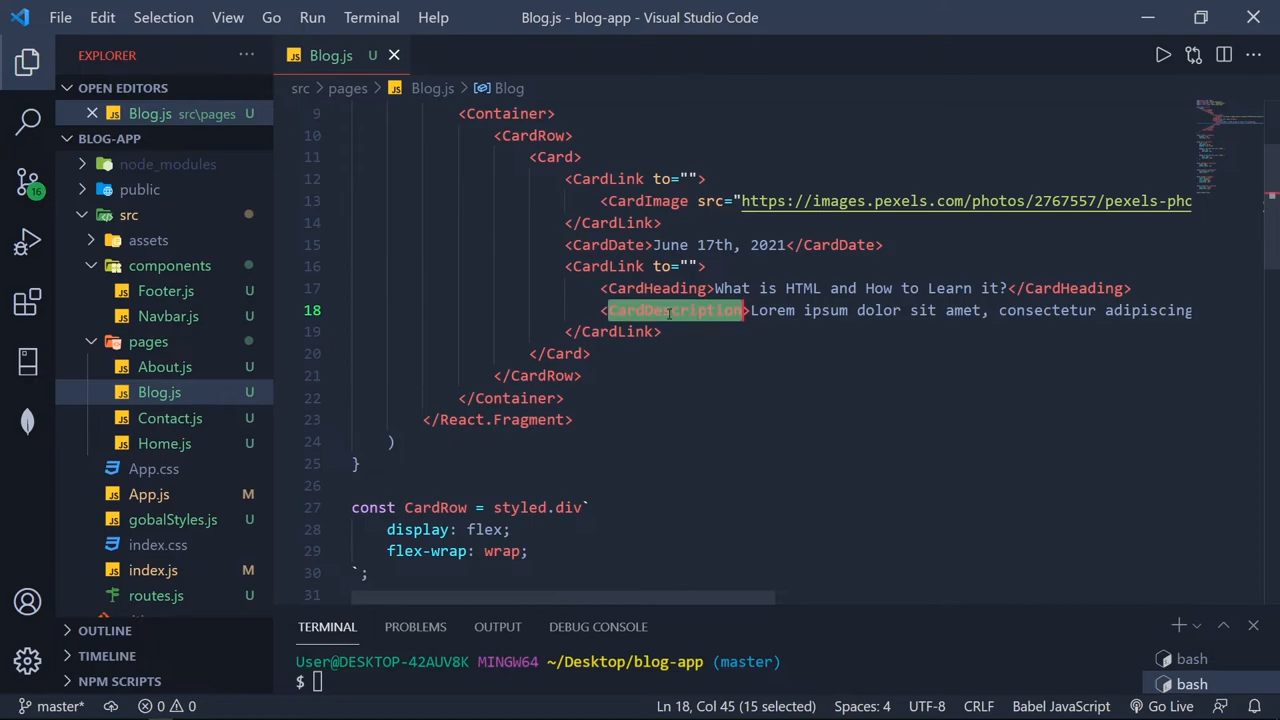 File Edit Selection View Go Run Terminal Help Blog.js - blog-app - Visual Studio Code
EXPLORER ···
OPEN EDITORS
Blog.js src\pages U
BLOG-APP
node_modules
public
src
assets
components
Footer.js U
Navbar.js U
pages
About.js U
Blog.js U
Contact.js U
Home.js U
App.css
App.js M
gobalStyles.js U
index.css
index.js M
routes.js U
OUTLINE
TIMELINE
NPM SCRIPTS
16
JS Blog.js U
src > pages > JS Blog.js > Blog
9 <Container>
10 <CardRow>
11 <Card>
12 <CardLink to="">
13 <CardImage src="https://images.pexels.com/photos/2767557/pexels-pho
14 </CardLink>
15 <CardDate>June 17th, 2021</CardDate>
16 <CardLink to="">
17 <CardHeading>What is HTML and How to Learn it?</CardHeading>
18 <CardDescription>Lorem ipsum dolor sit amet, consectetur adipiscing
19 </CardLink>
20 </Card>
21 </CardRow>
22 </Container>
23 </React.Fragment>
24 )
25 }
26
27 const CardRow = styled.div`
28 display: flex;
29 flex-wrap: wrap;
30 `;
31
TERMINAL PROBLEMS OUTPUT DEBUG CONSOLE
User@DESKTOP-42AUV8K MINGW64 ~/Desktop/blog-app (master)
$
bash
bash
master* 0 0 Ln 18, Col 45 (15 selected) Spaces: 4 UTF-8 CRLF Babel JavaScript Go Live